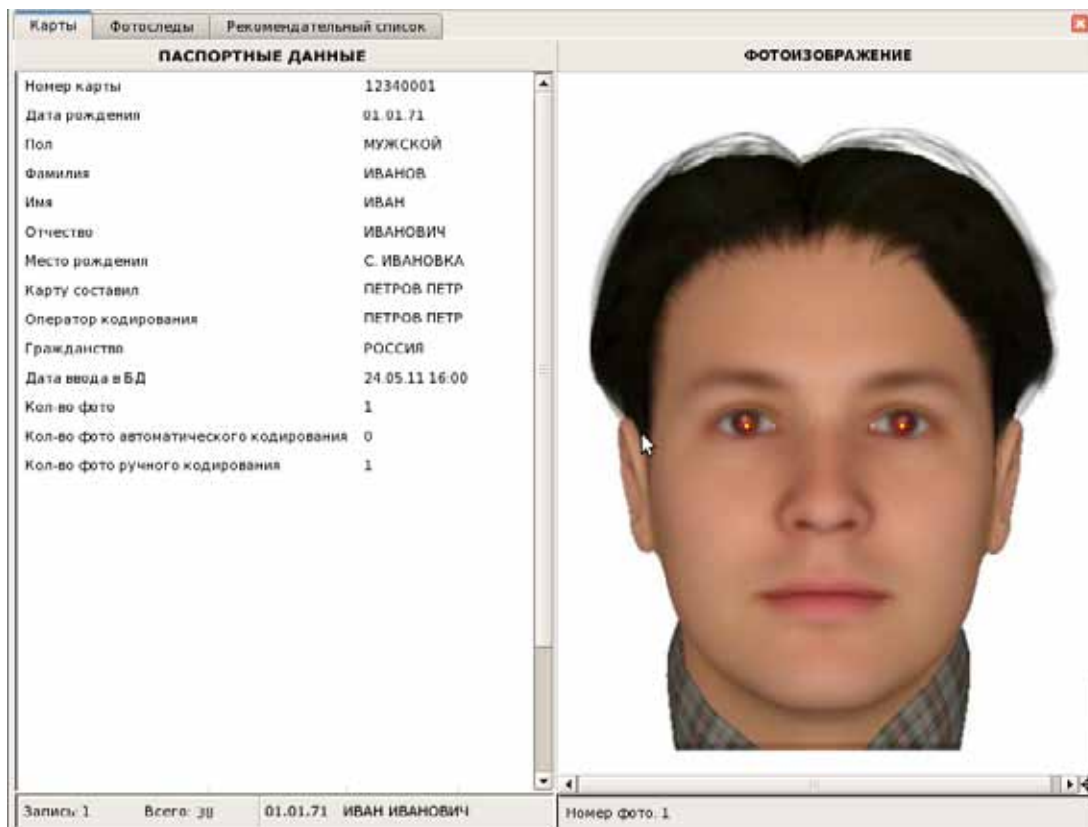 Карты Фотоследы Рекомендательный список
ПАСПОРТНЫЕ ДАННЫЕ
ФОТОИЗОБРАЖЕНИЕ
Номер карты 12340001
Дата рождения 01.01.71
Пол МУЖСКОЙ
Фамилия ИВАНОВ
Имя ИВАН
Отчество ИВАНОВИЧ
Место рождения С. ИВАНОВКА
Карту составил ПЕТРОВ ПЕТР
Оператор кодирования ПЕТРОВ ПЕТР
Гражданство РОССИЯ
Дата ввода в БД 24.05.11 16:00
Кол-во фото 1
Кол-во фото автоматического кодирования 0
Кол-во фото ручного кодирования 1
Запись: 1 Всего: 38 01.01.71 ИВАН ИВАНОВИЧ
Номер фото: 1